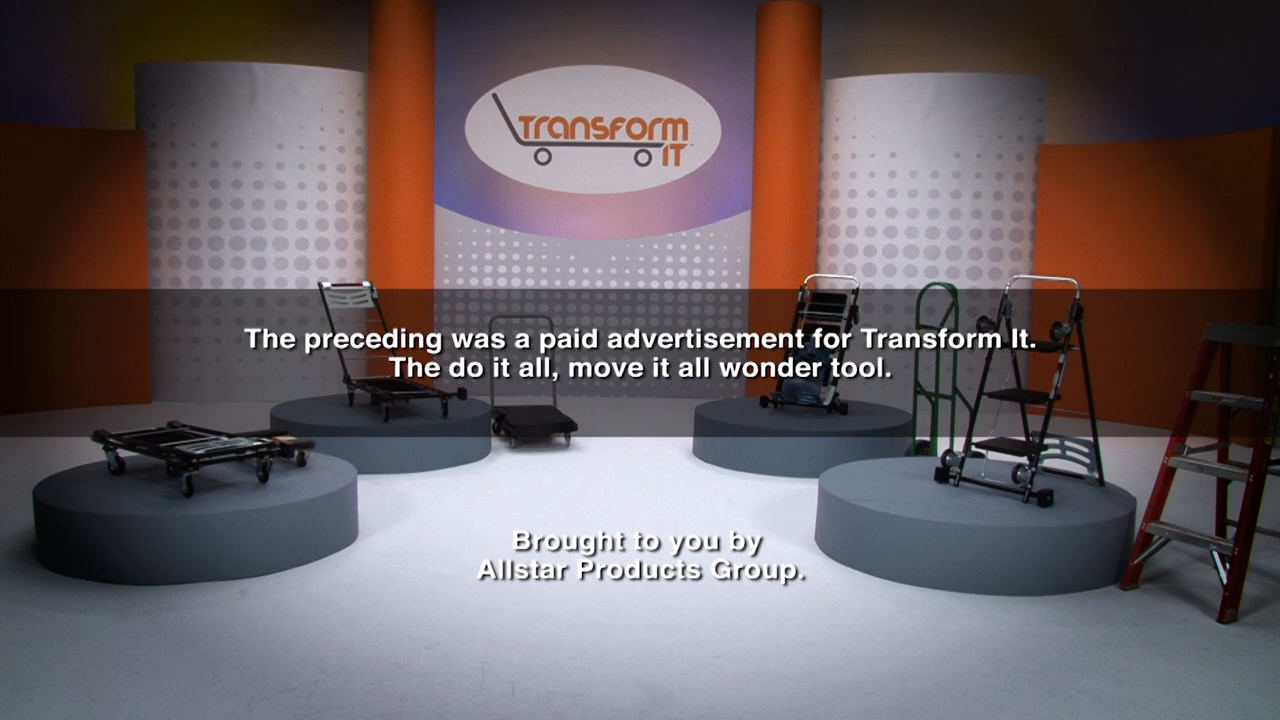 Transform
IT™
The preceding was a paid advertisement for Transform It.
The do it all, move it all wonder tool.
Brought to you by
Allstar Products Group.